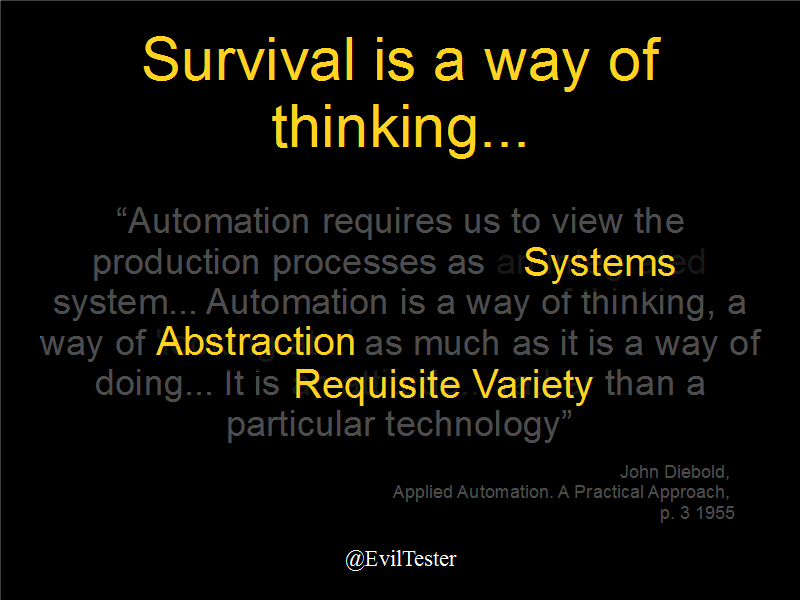 Survival is a way of
thinking...
“Automation requires us to view the
production processes as Systems
system... Automation is a way of thinking, a
way of Abstraction as much as it is a way of
doing... It is Requisite Variety than a
particular technology”
John Diebold,
Applied Automation. A Practical Approach,
p. 3 1955
@EvilTester